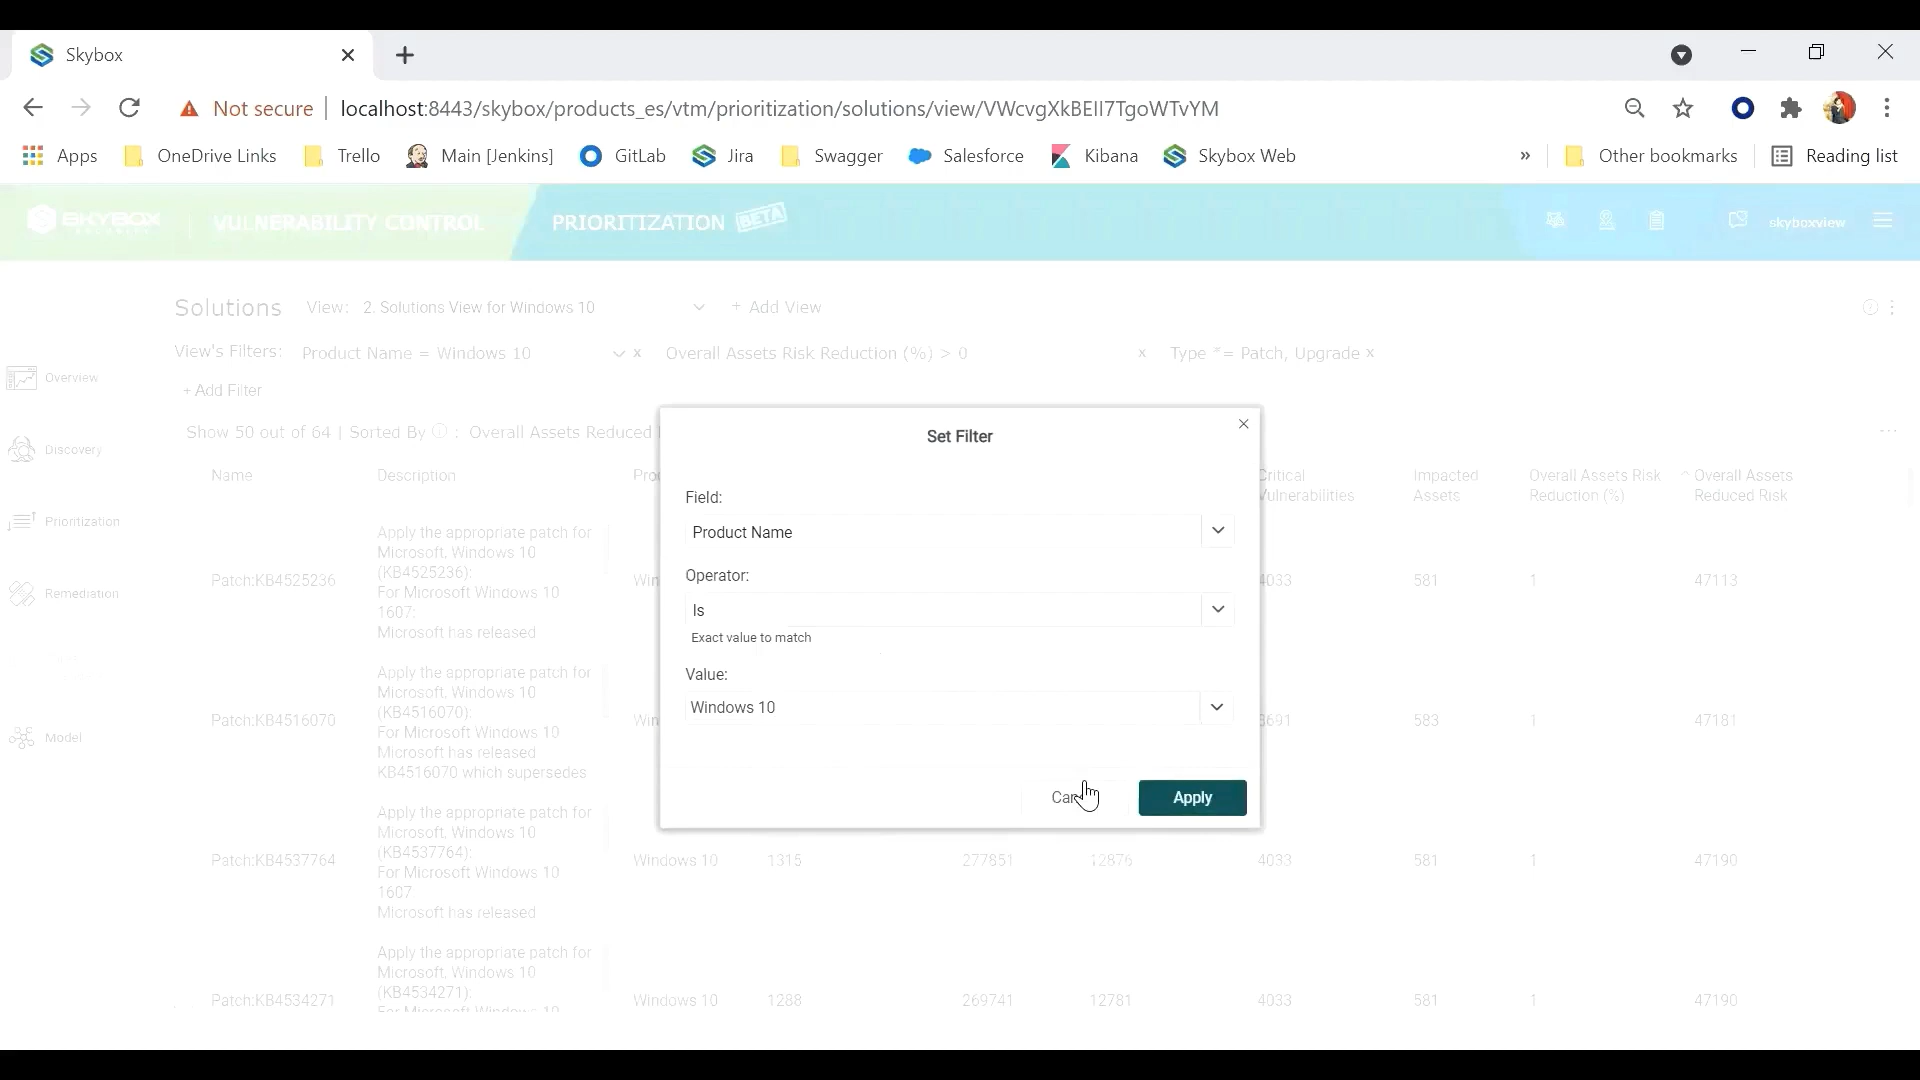 Skybox
Not secure | localhost:8443/skybox/products_es/vtm/prioritization/solutions/view/VWcvgXkBEII7TgoWTvYM
Apps OneDrive Links Trello Main [Jenkins] GitLab Jira Swagger Salesforce Kibana Skybox Web » Other bookmarks Reading list
SKYBOX VULNERABILITY CONTROL PRIORITIZATION BETA skyboxview
Solutions View: 2. Solutions View for Windows 10 + Add View
View's Filters: Product Name = Windows 10 x Overall Assets Risk Reduction (%) > 0 x Type *= Patch, Upgrade x
+ Add Filter
Show 50 out of 64 | Sorted By : Overall Assets Reduced
Overview
Discovery
Prioritization
Remediation
Model
Name Description Critical Vulnerabilities Impacted Assets Overall Assets Risk Reduction (%) Overall Assets Reduced Risk
Patch:KB4525236
Apply the appropriate patch for
Microsoft, Windows 10
(KB4525236):
For Microsoft Windows 10
1607:
Microsoft has released
4033 581 1 47113
Patch:KB4516070
Apply the appropriate patch for
Microsoft, Windows 10
(KB4516070):
For Microsoft Windows 10
Microsoft has released
KB4516070 which supersedes
3691 583 1 47181
Patch:KB4537764
Apply the appropriate patch for
Microsoft, Windows 10
(KB4537764):
For Microsoft Windows 10
1607
Microsoft has released
Windows 10 1315 277851 12876 4033 581 1 47190
Patch:KB4534271
Apply the appropriate patch for
Microsoft, Windows 10
(KB4534271):
For Microsoft Windows 10
Windows 10 1288 269741 12781 4033 581 1 47190
Set Filter
Field:
Product Name
Operator:
Is
Exact value to match
Value:
Windows 10
Apply